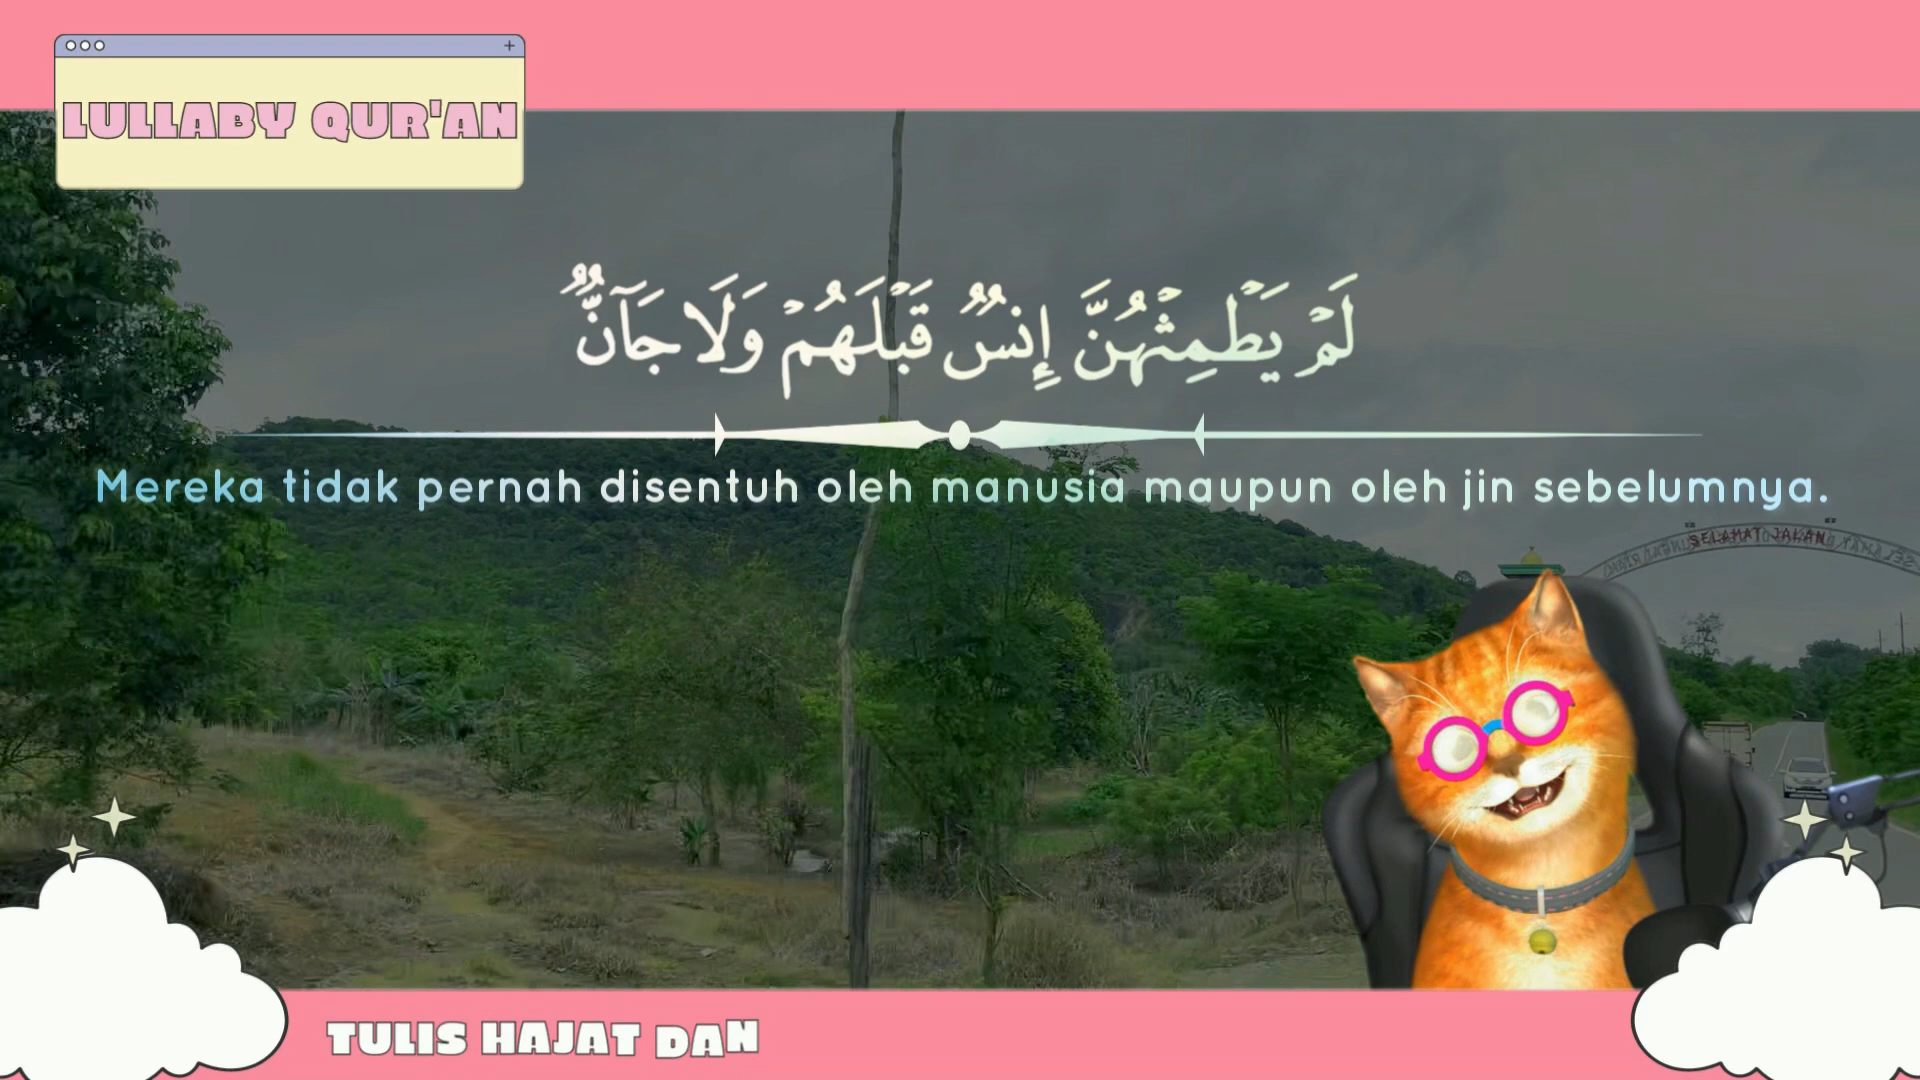 LULLABY QUR'AN
لَمْ يَطْمِثْهُنَّ إِنسٌ قَبْلَهُمْ وَلَا جَآنٌّ
Mereka tidak pernah disentuh oleh manusia maupun oleh jin sebelumnya.
SELAMAT JALAN
TULIS HAJAT DAN